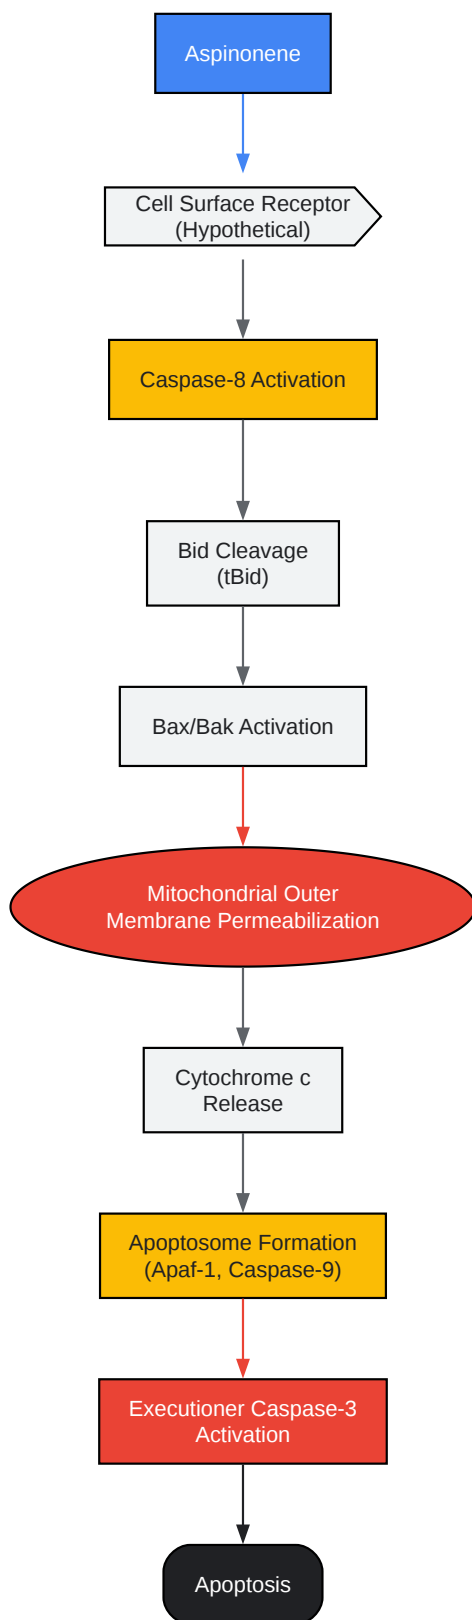 Aspinonene
Cell Surface Receptor
(Hypothetical)
Caspase-8 Activation
Bid Cleavage
(tBid)
Bax/Bak Activation
Mitochondrial Outer
Membrane Permeabilization
Cytochrome c
Release
Apoptosome Formation
(Apaf-1, Caspase-9)
Executioner Caspase-3
Activation
Apoptosis